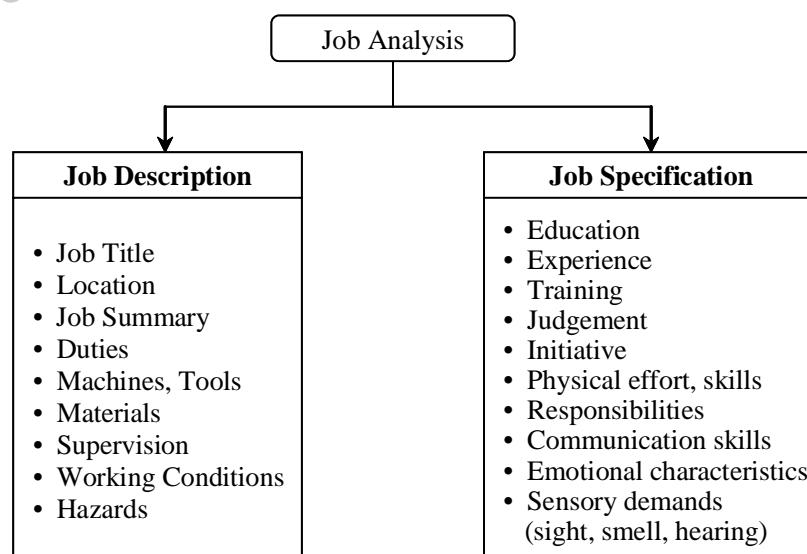 Job Analysis
Job Description
• Job Title
• Location
• Job Summary
• Duties
• Machines, Tools
• Materials
• Supervision
• Working Conditions
• Hazards
Job Specification
• Education
• Experience
• Training
• Judgement
• Initiative
• Physical effort, skills
• Responsibilities
• Communication skills
• Emotional characteristics
• Sensory demands
(sight, smell, hearing)